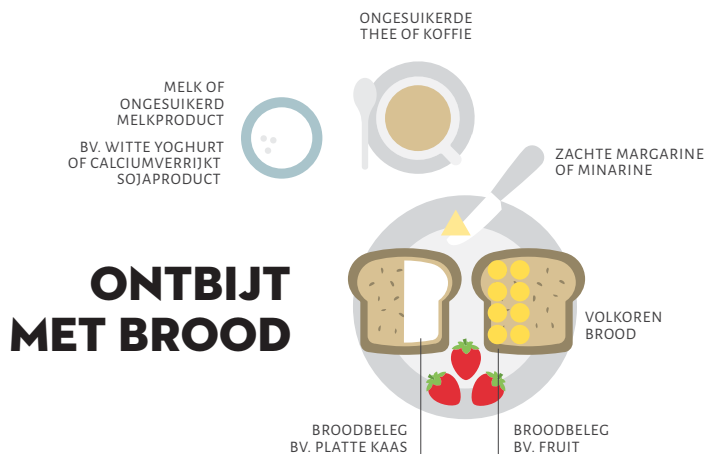 ONGESUIKERDE
THEE OF KOFFIE
MELK OF
ONGESUIKERD
MELKPRODUCT
BV. WITTE YOGHURT
OF CALCIUMVERRIJKT
SOJAPRODUCT
ZACHTE MARGARINE
OF MINARINE
ONTBIJT
MET BROOD
VOLKOREN
BROOD
BROODBELEG
BV. PLATTE KAAS
BROODBELEG
BV. FRUIT